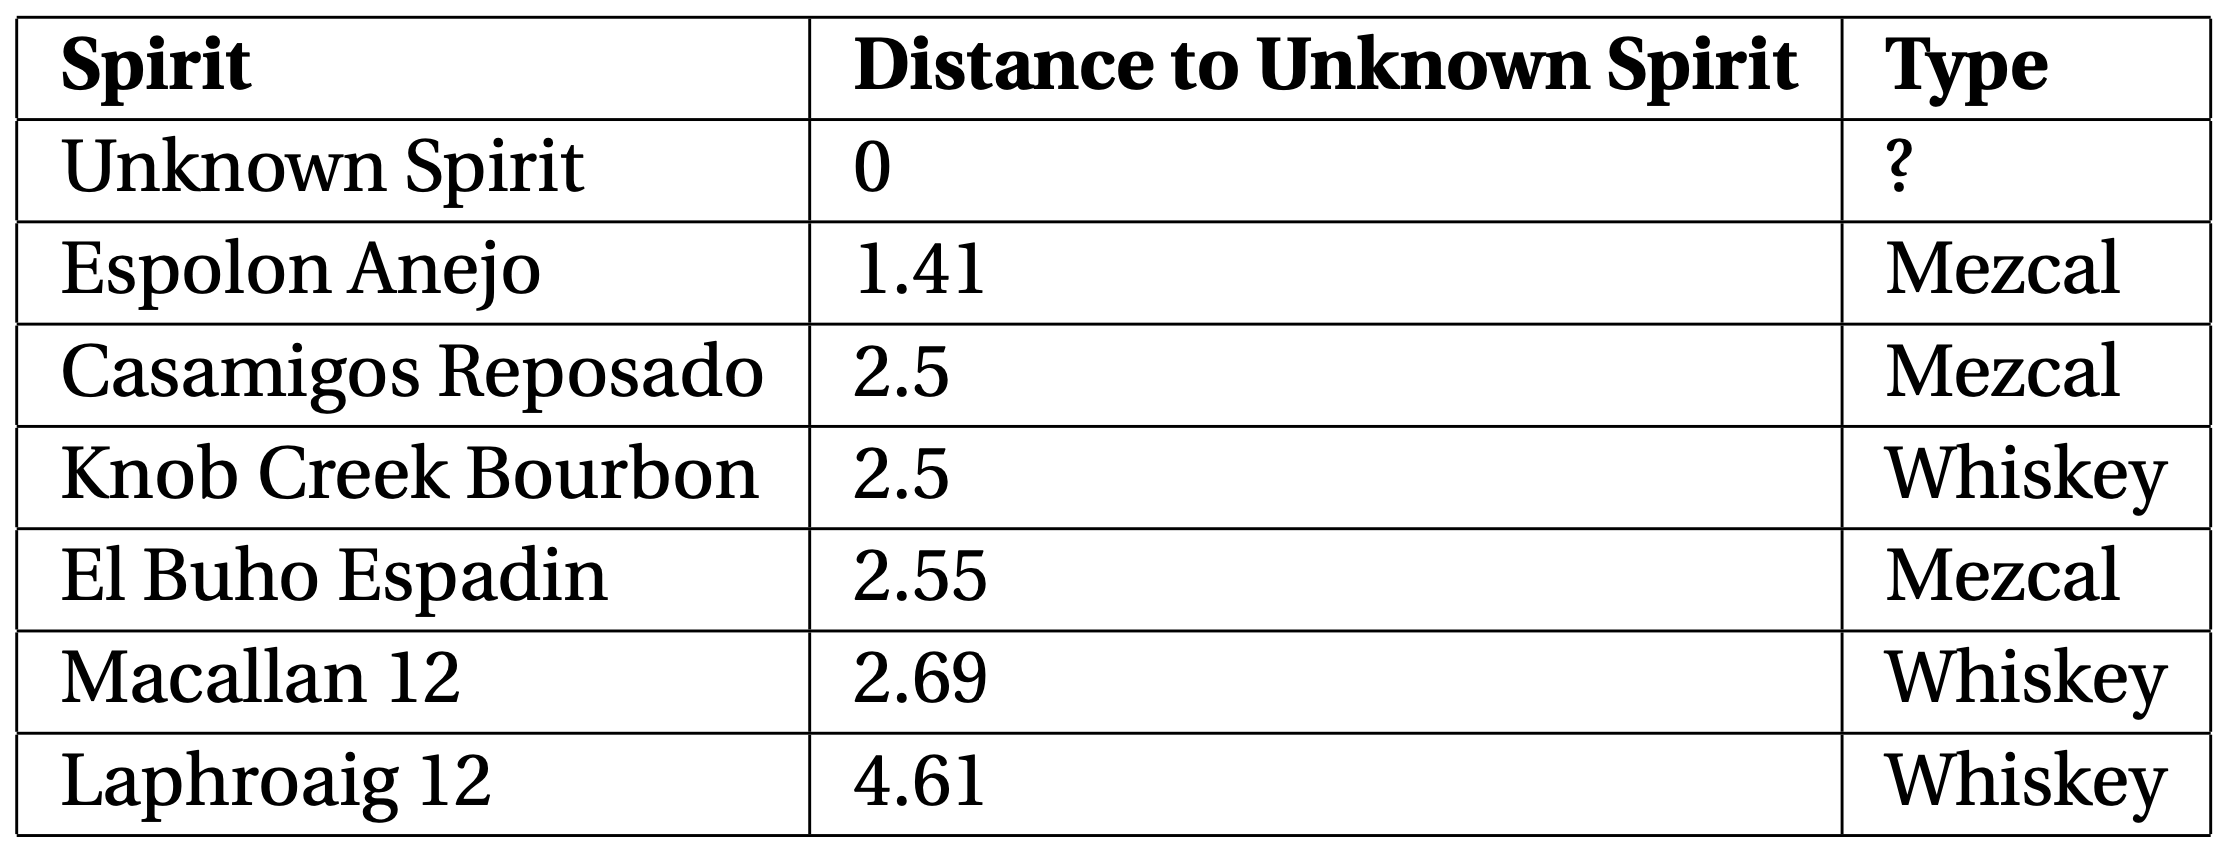 Spirit Distance to Unknown Spirit Type
Unknown Spirit 0 ?
Espolon Anejo 1.41 Mezcal
Casamigos Reposado 2.5 Mezcal
Knob Creek Bourbon 2.5 Whiskey
El Buho Espadin 2.55 Mezcal
Macallan 12 2.69 Whiskey
Laphroaig 12 4.61 Whiskey